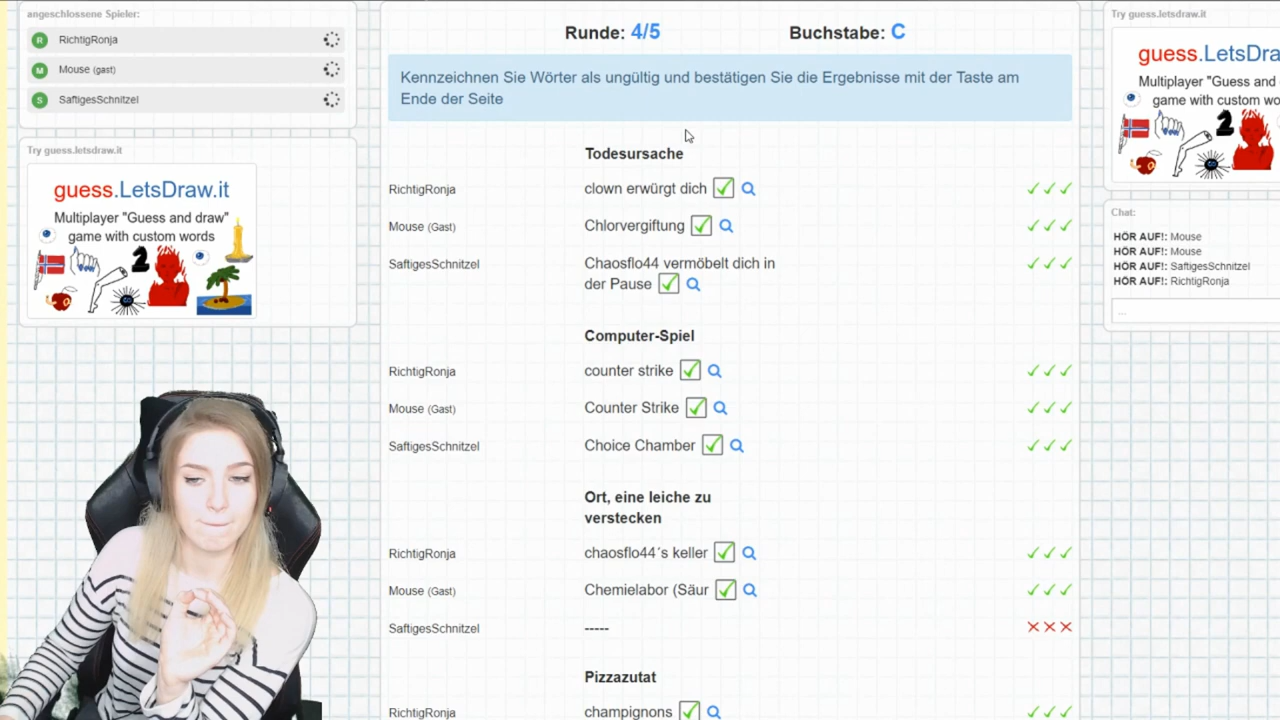 angeschlossene Spieler:
R RichtigRonja
M Mouse (gast)
S SaftigesSchnitzel
Try guess.letsdraw.it
guess.LetsDraw.it
Multiplayer "Guess and draw"
game with custom words
2
Runde: 4/5 Buchstabe: C
Kennzeichnen Sie Wörter als ungültig und bestätigen Sie die Ergebnisse mit der Taste am
Ende der Seite
Todesursache
RichtigRonja clown erwürgt dich
Mouse (Gast) Chlorvergiftung
SaftigesSchnitzel Chaosflo44 vermöbelt dich in
der Pause
Computer-Spiel
RichtigRonja counter strike
Mouse (Gast) Counter Strike
SaftigesSchnitzel Choice Chamber
Ort, eine leiche zu
verstecken
RichtigRonja chaosflo44´s keller
Mouse (Gast) Chemielabor (Säur
SaftigesSchnitzel -----
Pizzazutat
RichtigRonja champignons
Try guess.letsdraw.it
guess.LetsDra
Multiplayer "Guess and
game with custom wo
2
Chat:
HÖR AUF!: Mouse
HÖR AUF!: Mouse
HÖR AUF!: SaftigesSchnitzel
HÖR AUF!: RichtigRonja
...